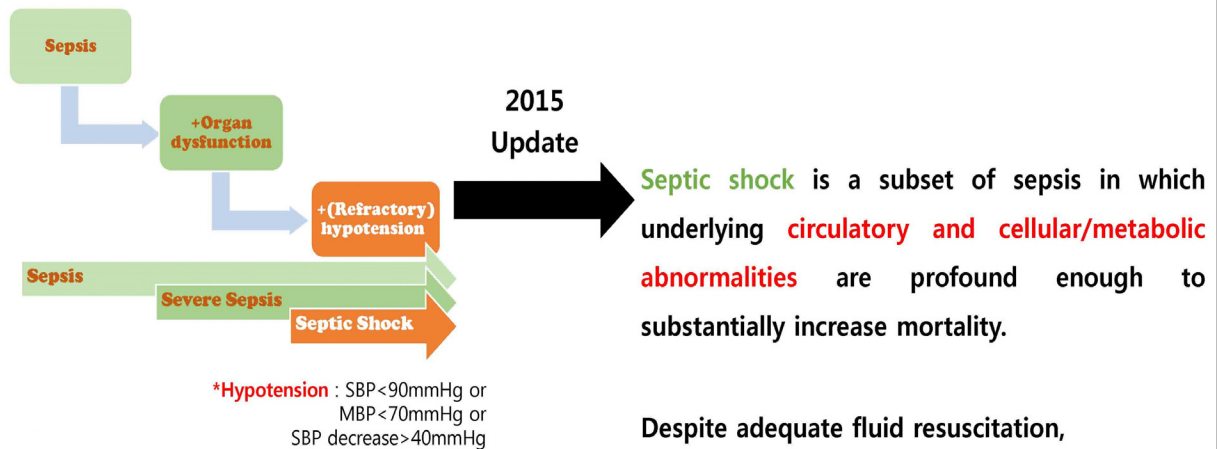 Sepsis
+Organ
dysfunction
+(Refractory)
hypotension
Sepsis
Severe Sepsis
Septic Shock
*Hypotension : SBP<90mmHg or
MBP<70mmHg or
SBP decrease>40mmHg
2015
Update
Septic shock is a subset of sepsis in which
underlying circulatory and cellular/metabolic
abnormalities are profound enough to
substantially increase mortality.
Despite adequate fluid resuscitation,